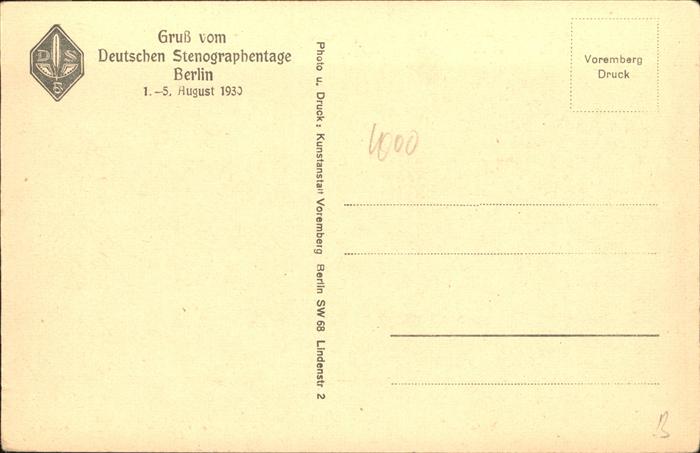 D S
B
Gruß vom
Deutschen Stenographentage
Berlin
1.–5. August 1930
Photo u. Druck: Kunstanstalt Voremberg Berlin SW 68 Lindenstr 2
Voremberg
Druck
4000
B